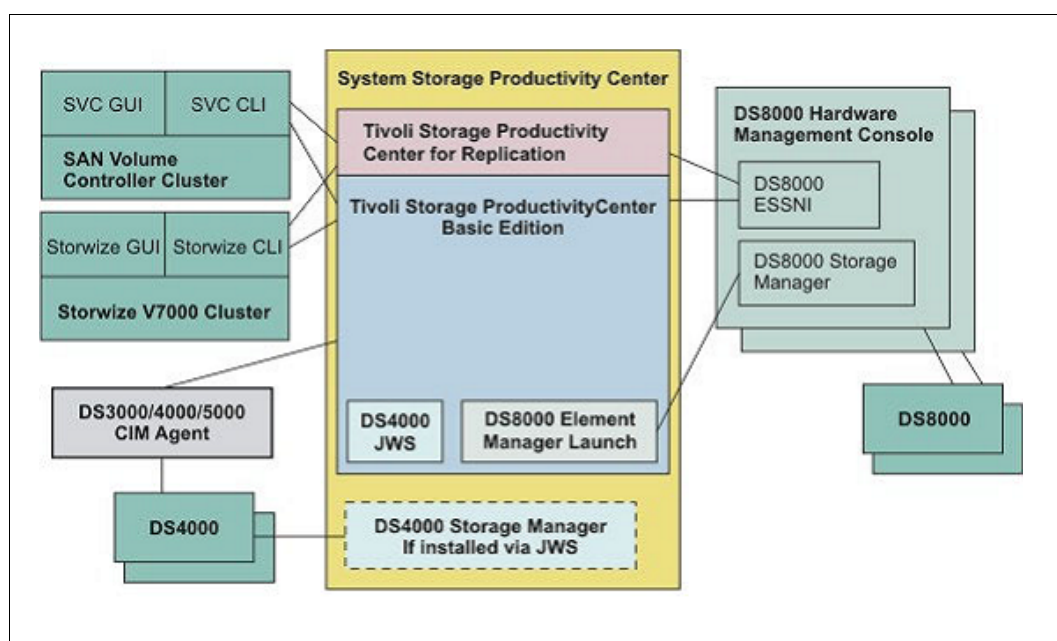 System Storage Productivity Center
SVC GUI
SVC CLI
SAN Volume
Controller Cluster
Storwize GUI
Storwize CLI
Storwize V7000 Cluster
DS3000/4000/5000
CIM Agent
DS4000
Tivoli Storage Productivity
Center for Replication
Tivoli Storage ProductivityCenter
Basic Edition
DS4000
JWS
DS8000 Element
Manager Launch
DS4000 Storage Manager
If installed via JWS
DS8000 Hardware
Management Console
DS8000
ESSNI
DS8000 Storage
Manager
DS8000